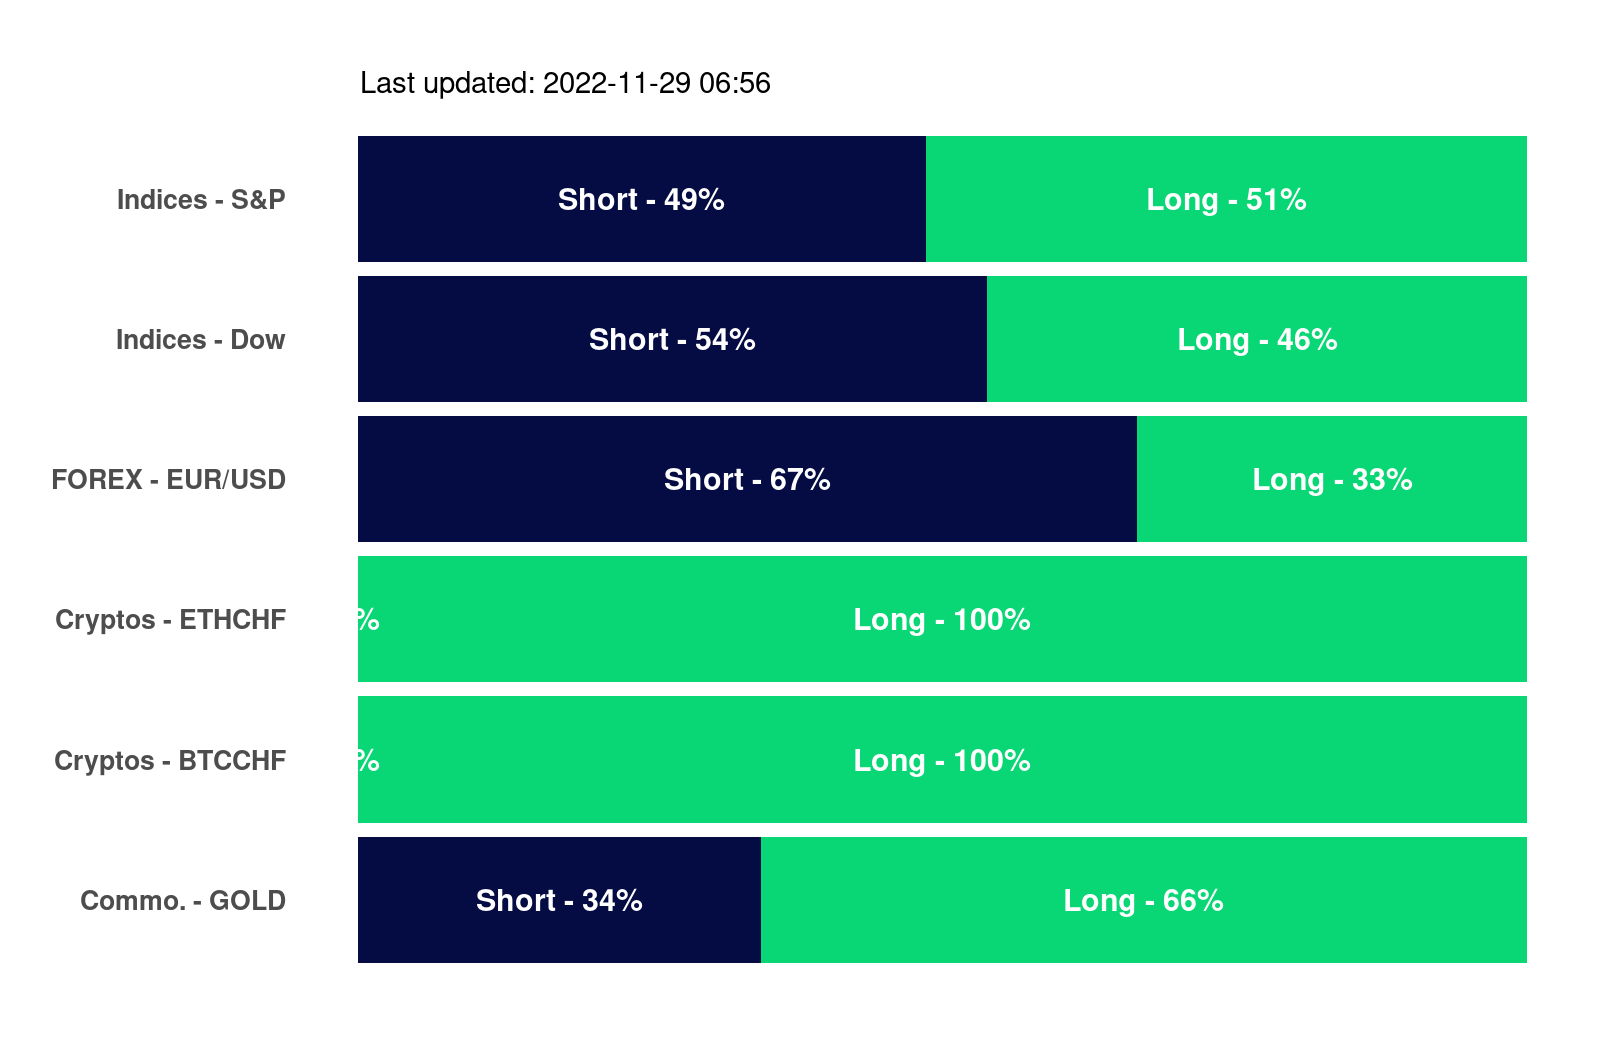 Last updated: 2022-11-29 06:56
Indices - S&P Short - 49% Long - 51%
Indices - Dow Short - 54% Long - 46%
FOREX - EUR/USD Short - 67% Long - 33%
Cryptos - ETHCHF % Long - 100%
Cryptos - BTCCHF % Long - 100%
Commo. - GOLD Short - 34% Long - 66%